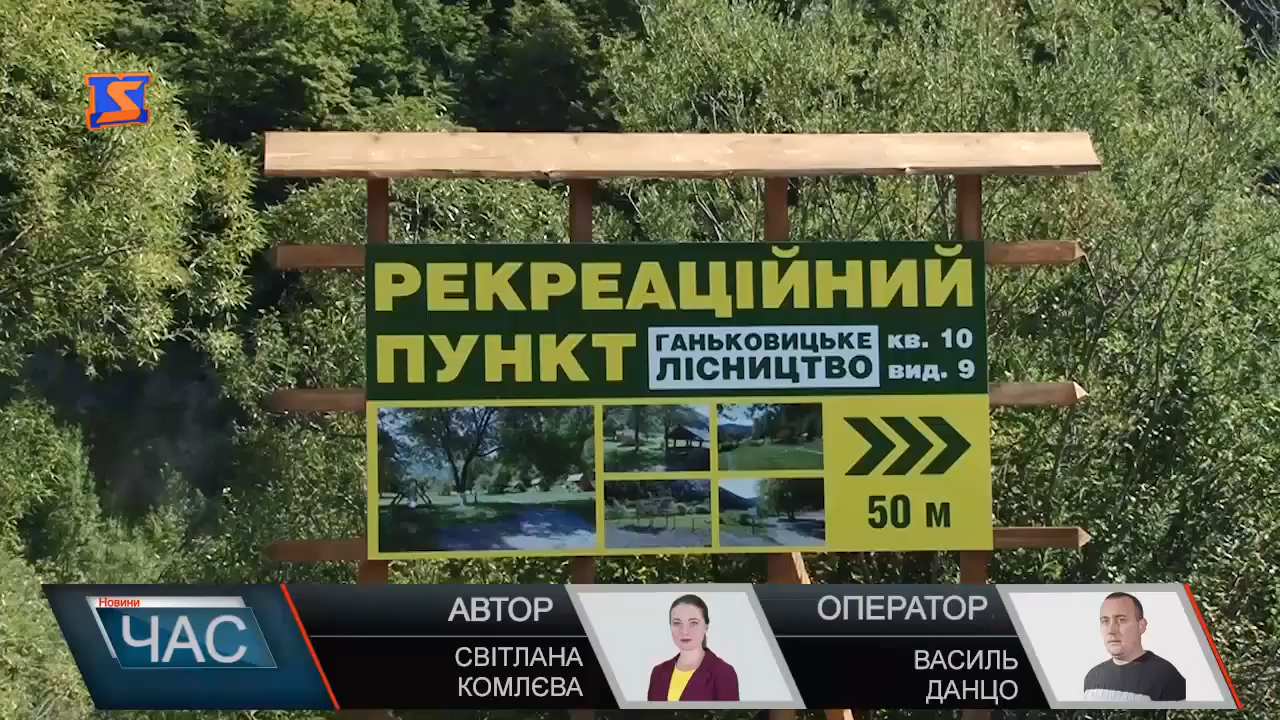 S
РЕКРЕАЦІЙНИЙ
ПУНКТ
ГАНЬКОВИЦЬКЕ
ЛІСНИЦТВО
кв. 10
вид. 9
50 м
Новини
ЧАС
АВТОР
СВІТЛАНА
КОМЛЄВА
ОПЕРАТОР
ВАСИЛЬ
ДАНЦО